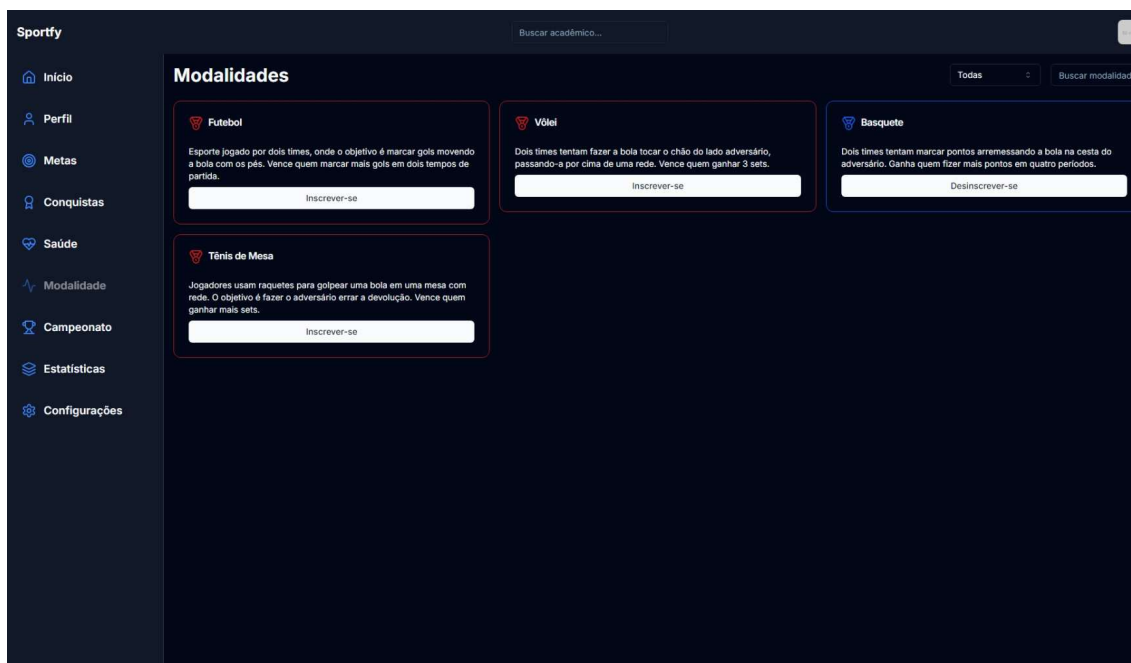 Sportfy
Buscar acadêmico...
Início
Perfil
Metas
Conquistas
Saúde
Modalidade
Campeonato
Estatísticas
Configurações
Modalidades
Todas
Buscar modalidad
Futebol
Esporte jogado por dois times, onde o objetivo é marcar gols movendo
a bola com os pés. Vence quem marcar mais gols em dois tempos de
partida.
Inscrever-se
Vôlei
Dois times tentam fazer a bola tocar o chão do lado adversário,
passando-a por cima de uma rede. Vence quem ganhar 3 sets.
Inscrever-se
Basquete
Dois times tentam marcar pontos arremessando a bola na cesta do
adversário. Ganha quem fizer mais pontos em quatro períodos.
Desinscrever-se
Tênis de Mesa
Jogadores usam raquetes para golpear uma bola em uma mesa com
rede. O objetivo é fazer o adversário errar a devolução. Vence quem
ganhar mais sets.
Inscrever-se